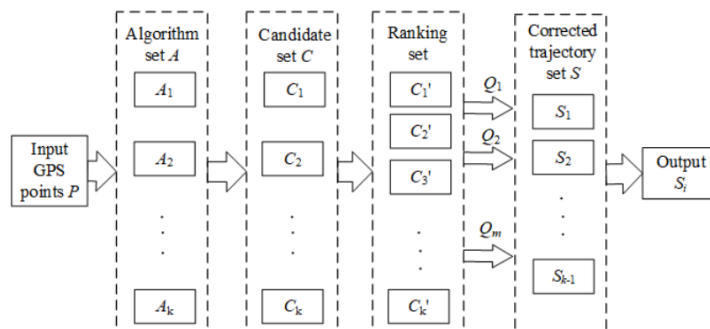 Input
GPS
points P
Algorithm
set A
A1
A2
Ak
Candidate
set C
C1
C2
Ck
Ranking
set
C1'
C2'
C3'
Ck'
Q1
Q2
Qm
Corrected
trajectory
set S
S1
S2
Sk-1
Output
Si